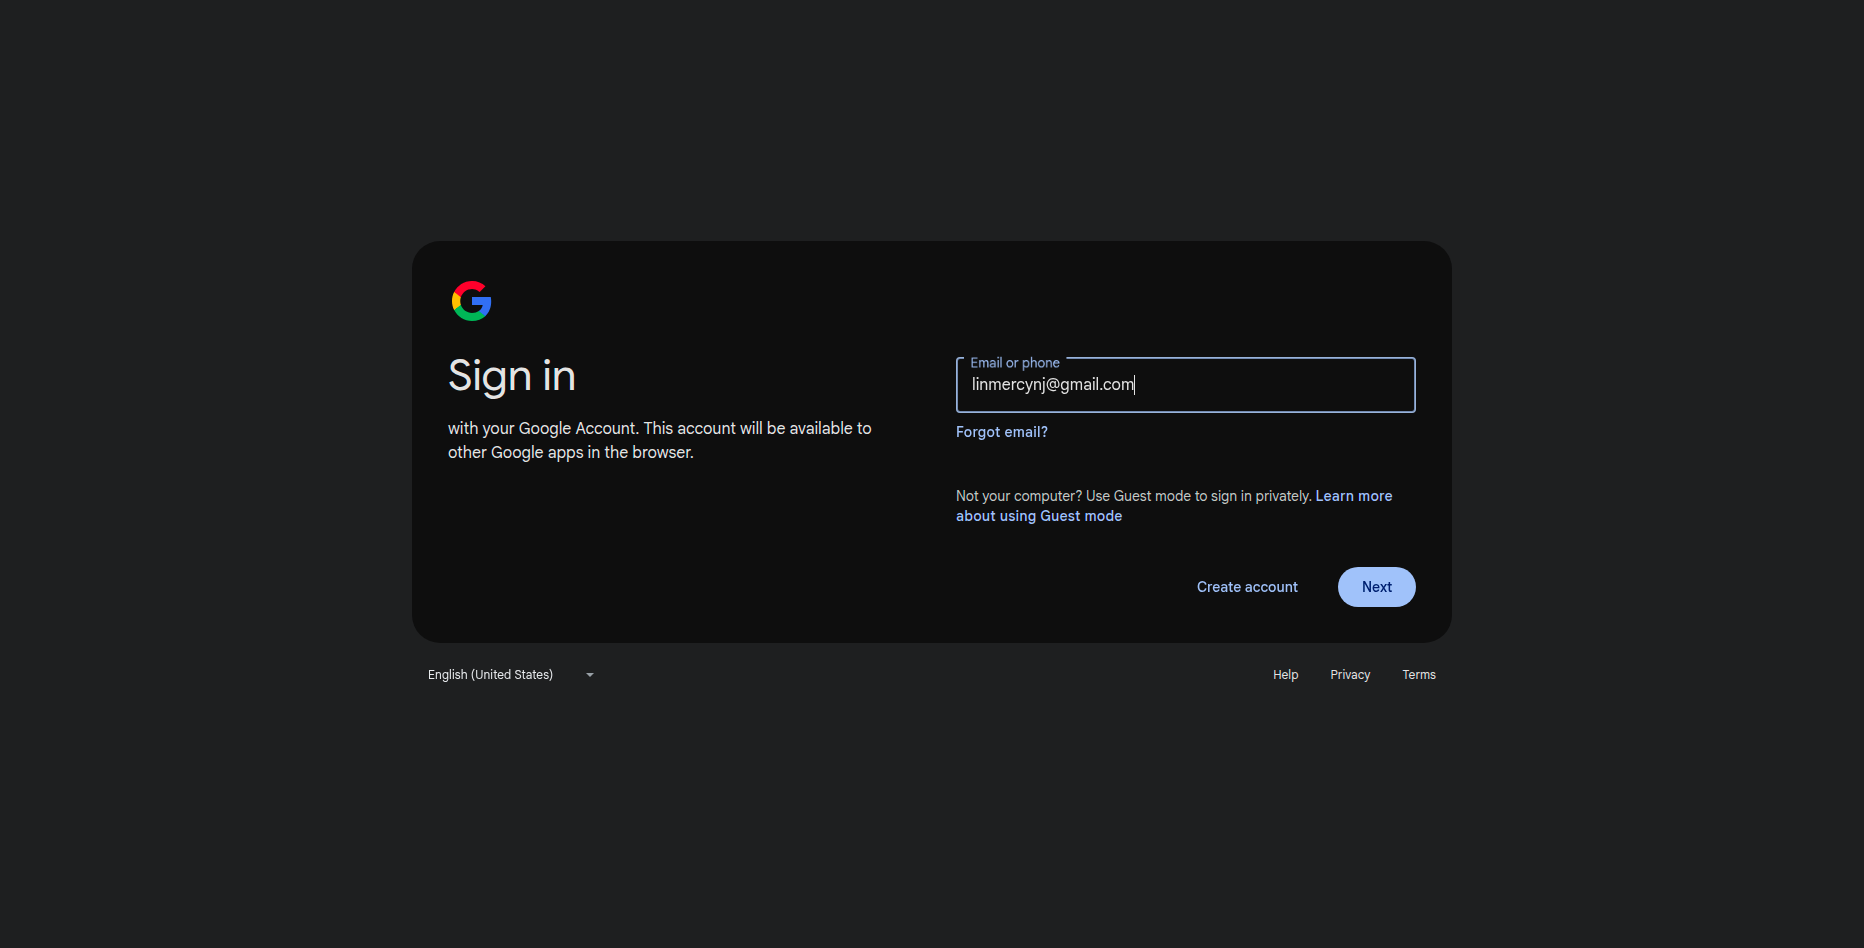 Sign in
with your Google Account. This account will be available to
other Google apps in the browser.
Email or phone
linmercynj@gmail.com
Forgot email?
Not your computer? Use Guest mode to sign in privately. Learn more
about using Guest mode
Create account
Next
English (United States)
Help
Privacy
Terms